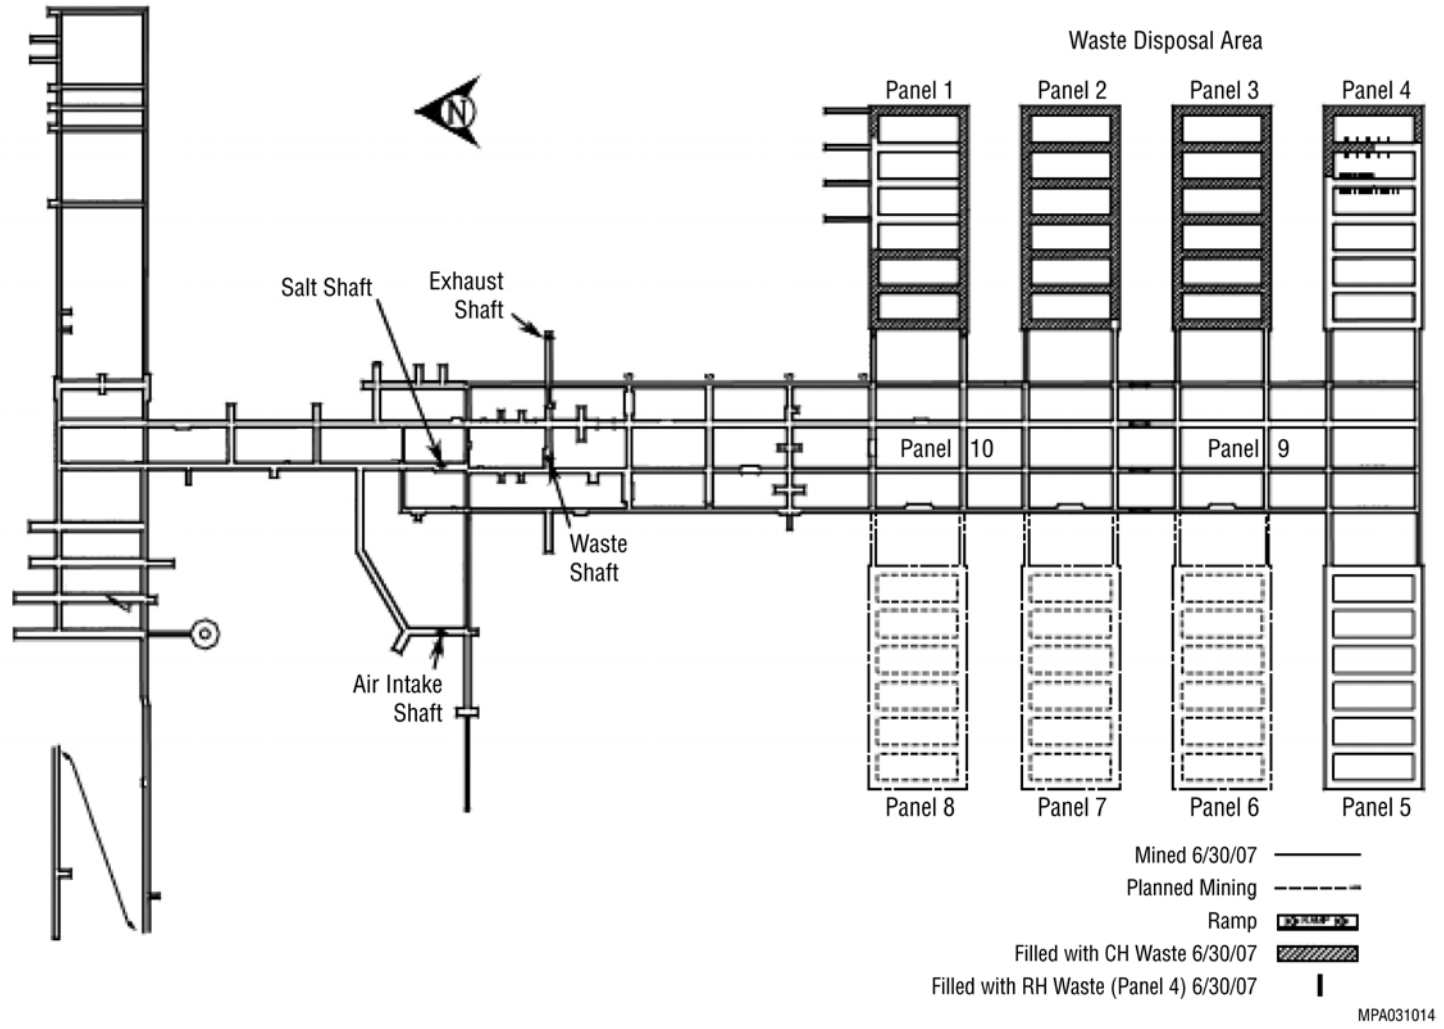 Waste Disposal Area
Panel 1
Panel 2
Panel 3
Panel 4
N
Salt Shaft
Exhaust
Shaft
Panel 10
Panel 9
Waste
Shaft
Air Intake
Shaft
Panel 8
Panel 7
Panel 6
Panel 5
Mined 6/30/07
Planned Mining
Ramp
RAMP
Filled with CH Waste 6/30/07
Filled with RH Waste (Panel 4) 6/30/07
MPA031014